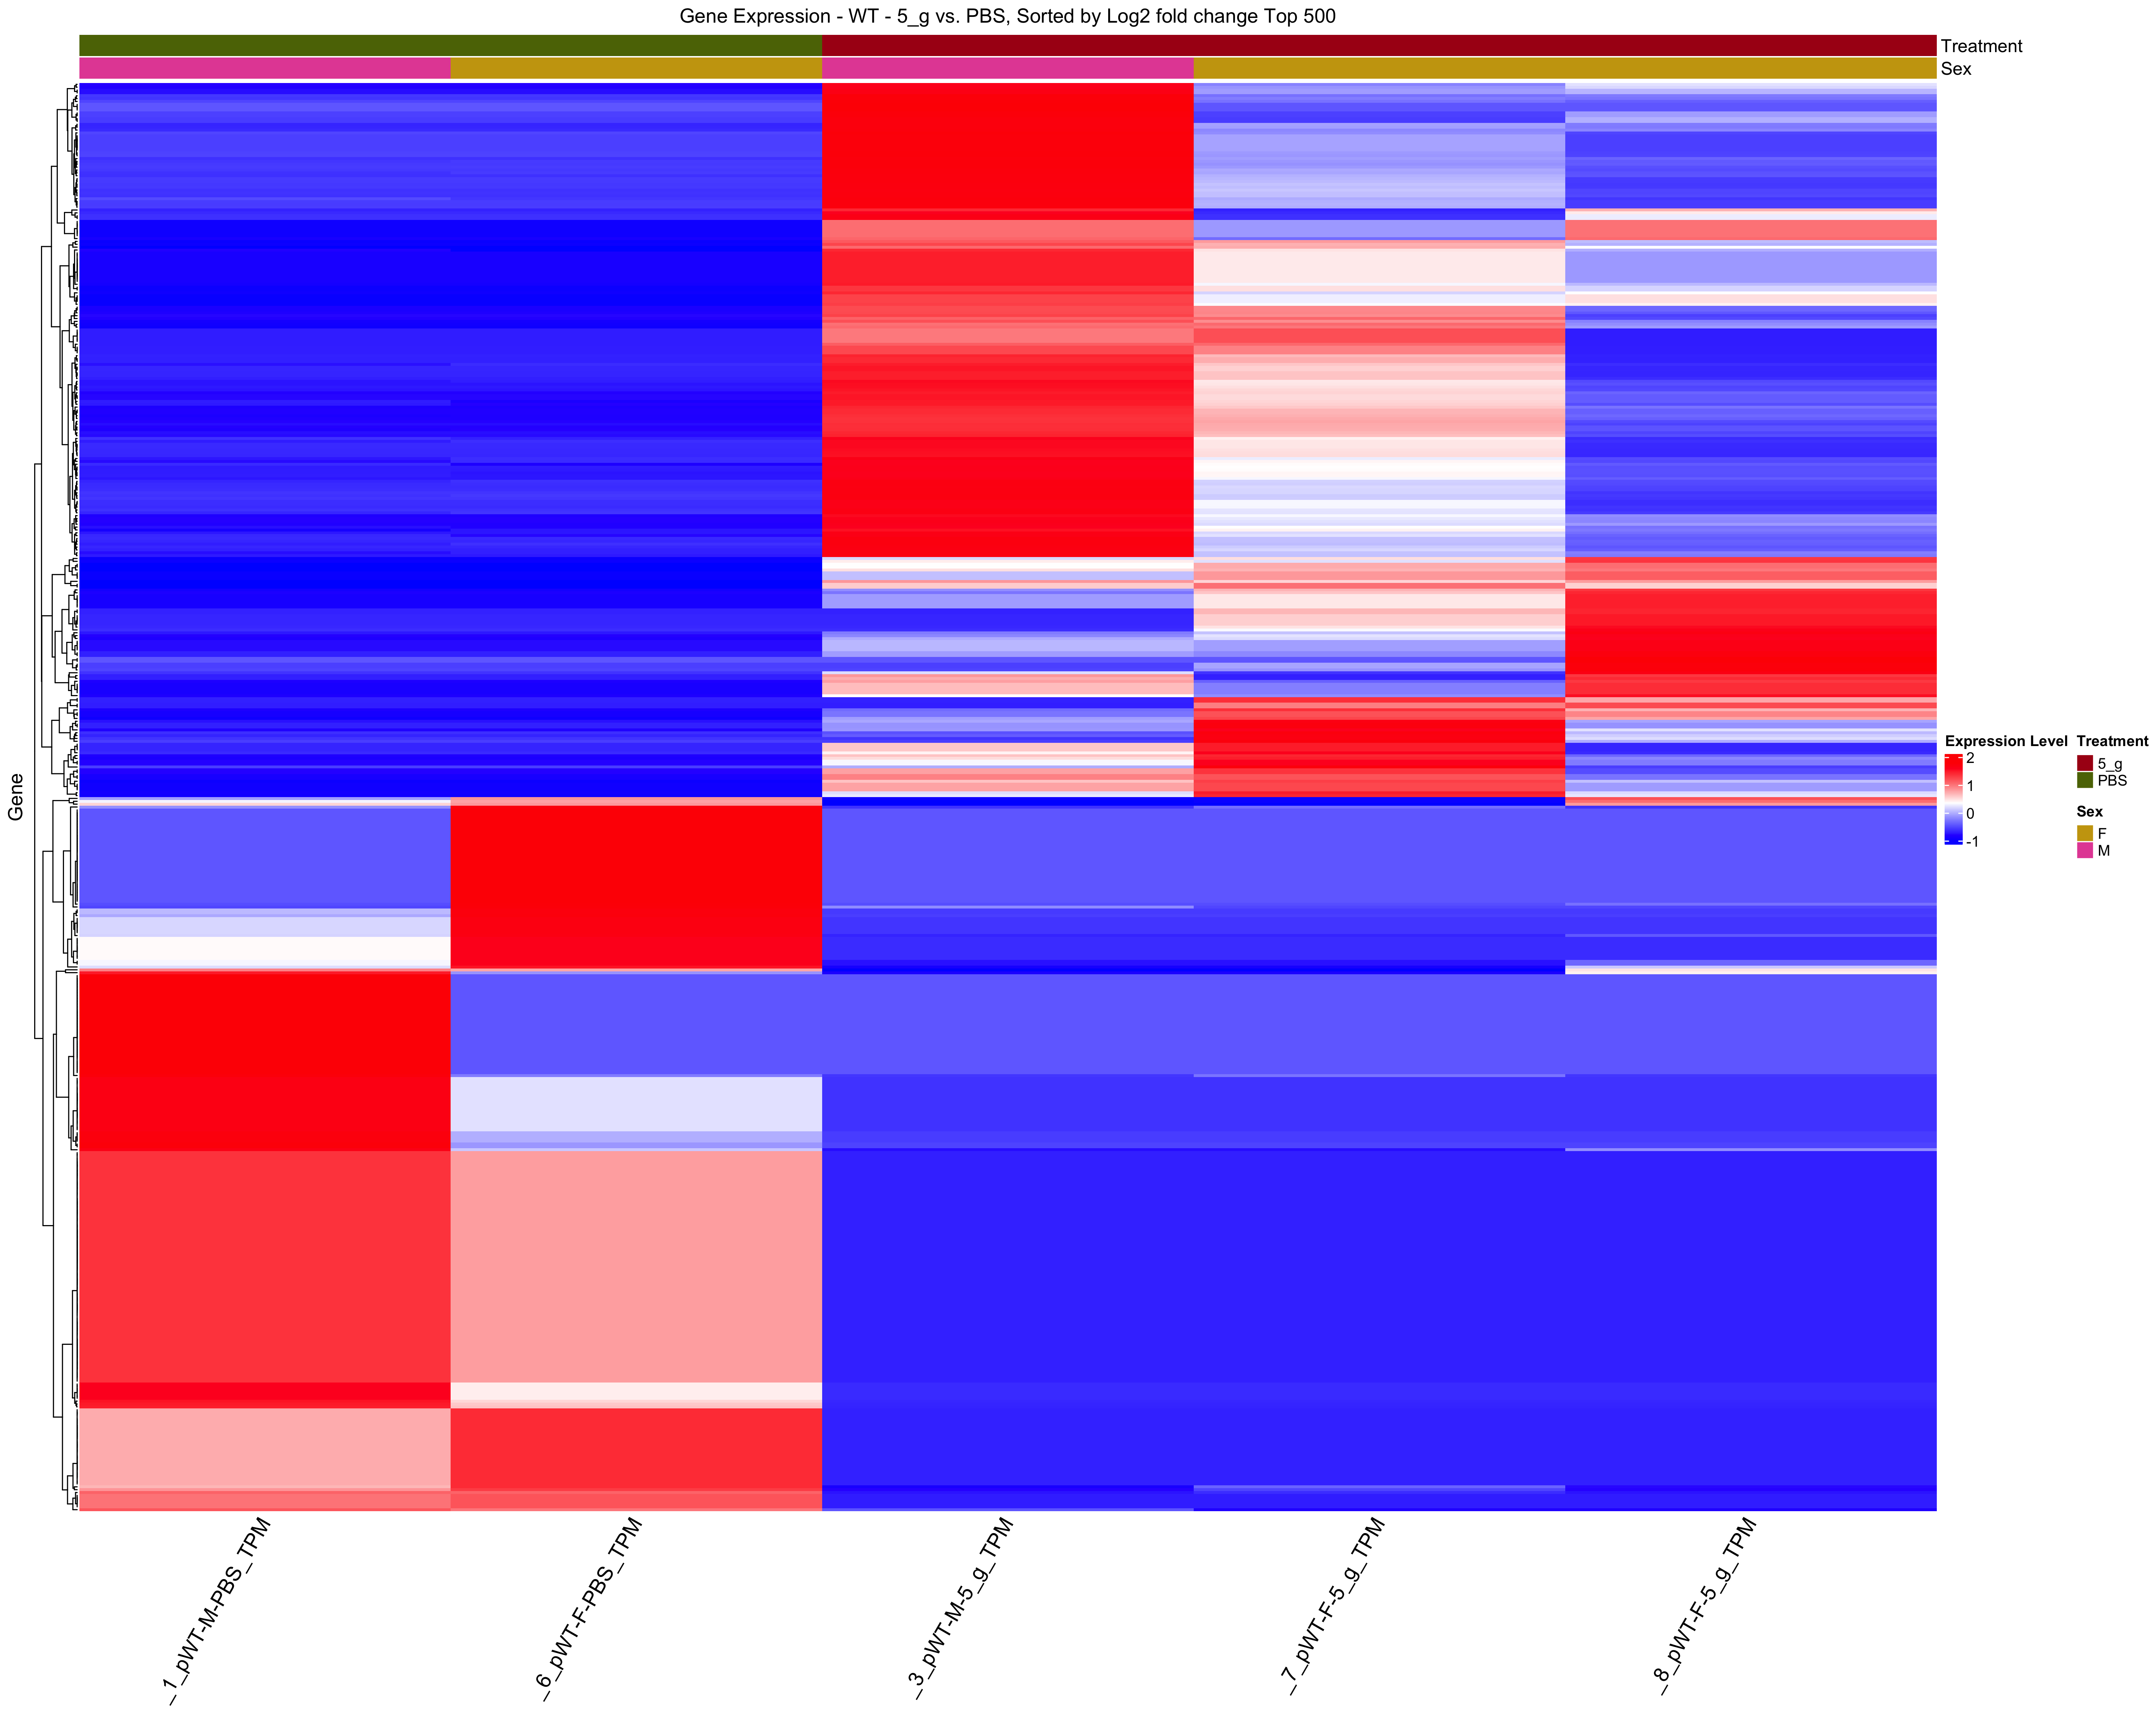 Gene Expression - WT - 5_g vs. PBS, Sorted by Log2 fold change Top 500
Treatment
Sex
Gene
Expression Level
2
1
0
-1
Treatment
5_g
PBS
Sex
F
M
_1_pWT-M-PBS_TPM
_6_pWT-F-PBS_TPM
_3_pWT-M-5_g_TPM
_7_pWT-F-5_g_TPM
_8_pWT-F-5_g_TPM